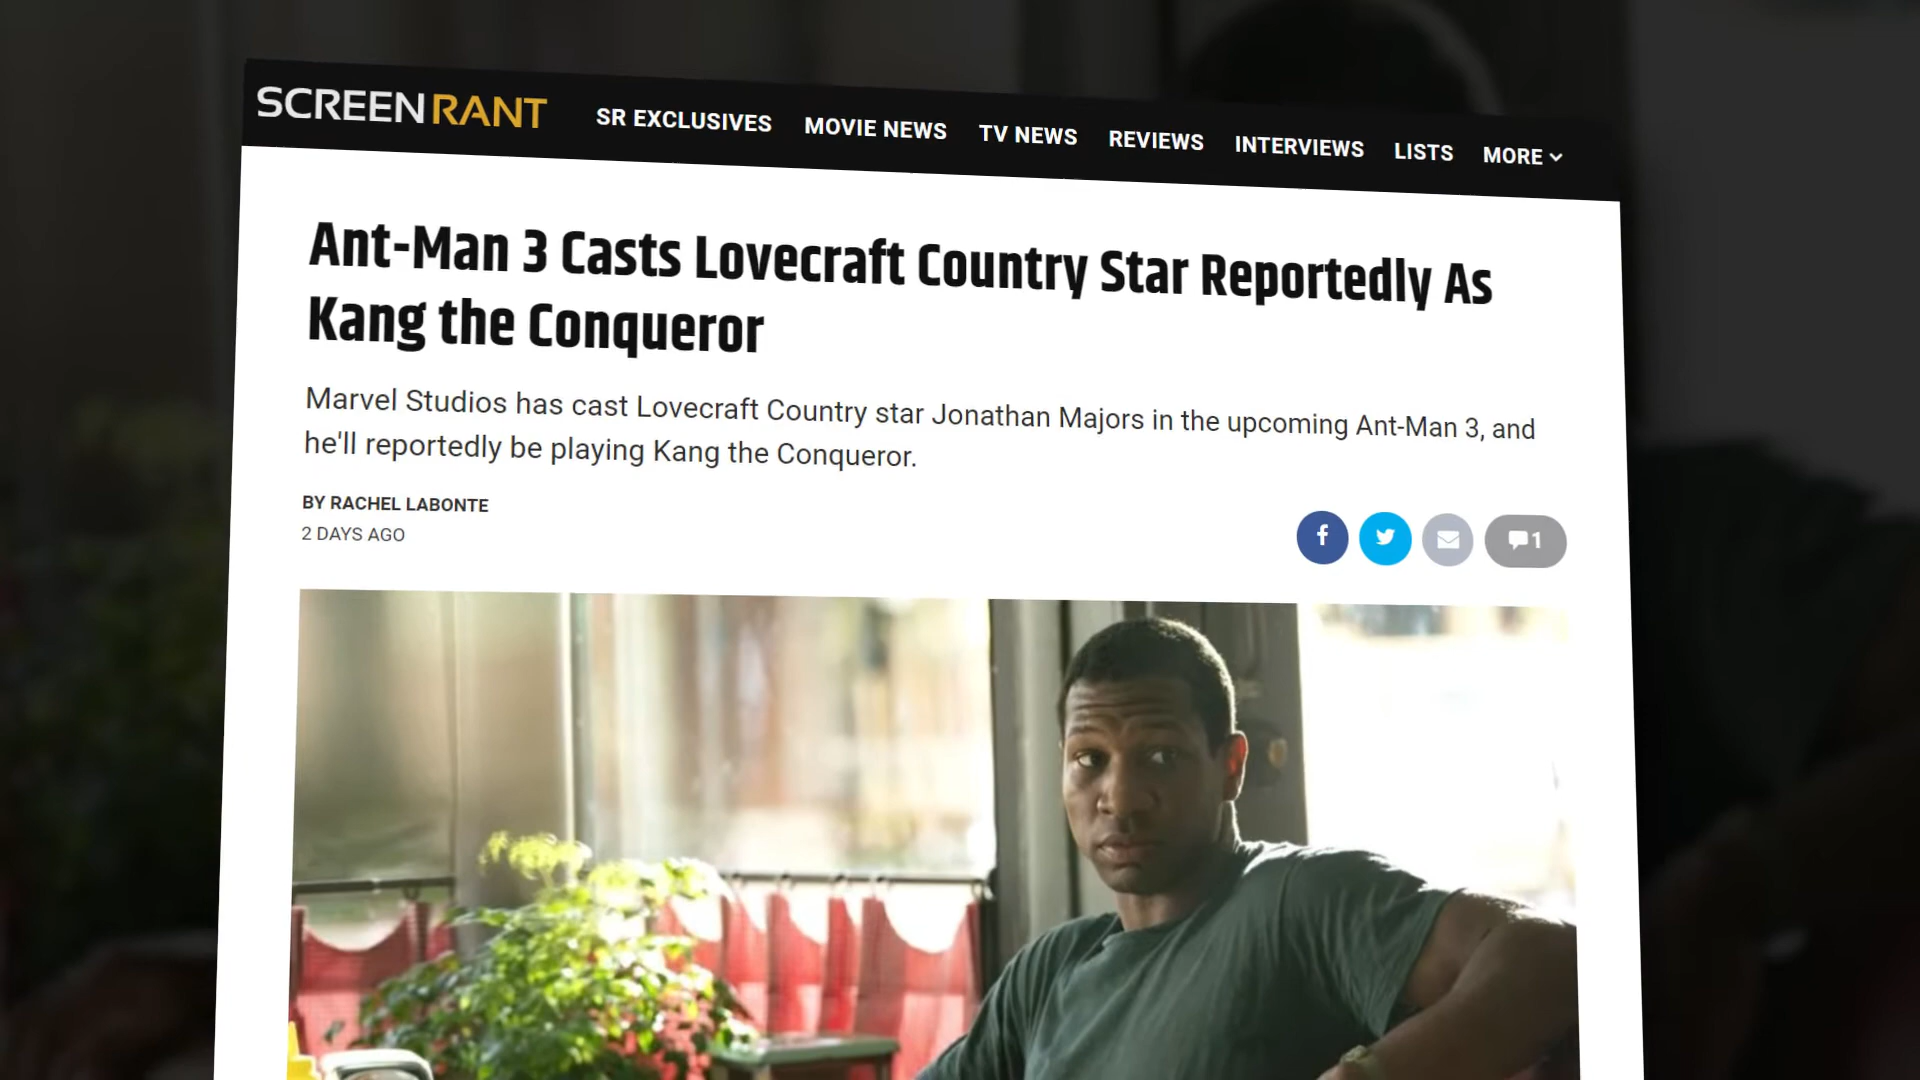 SCREENRANT SR EXCLUSIVES MOVIE NEWS TV NEWS REVIEWS INTERVIEWS LISTS MORE
Ant-Man 3 Casts Lovecraft Country Star Reportedly As
Kang the Conqueror
Marvel Studios has cast Lovecraft Country star Jonathan Majors in the upcoming Ant-Man 3, and
he'll reportedly be playing Kang the Conqueror.
BY RACHEL LABONTE
2 DAYS AGO
f 1